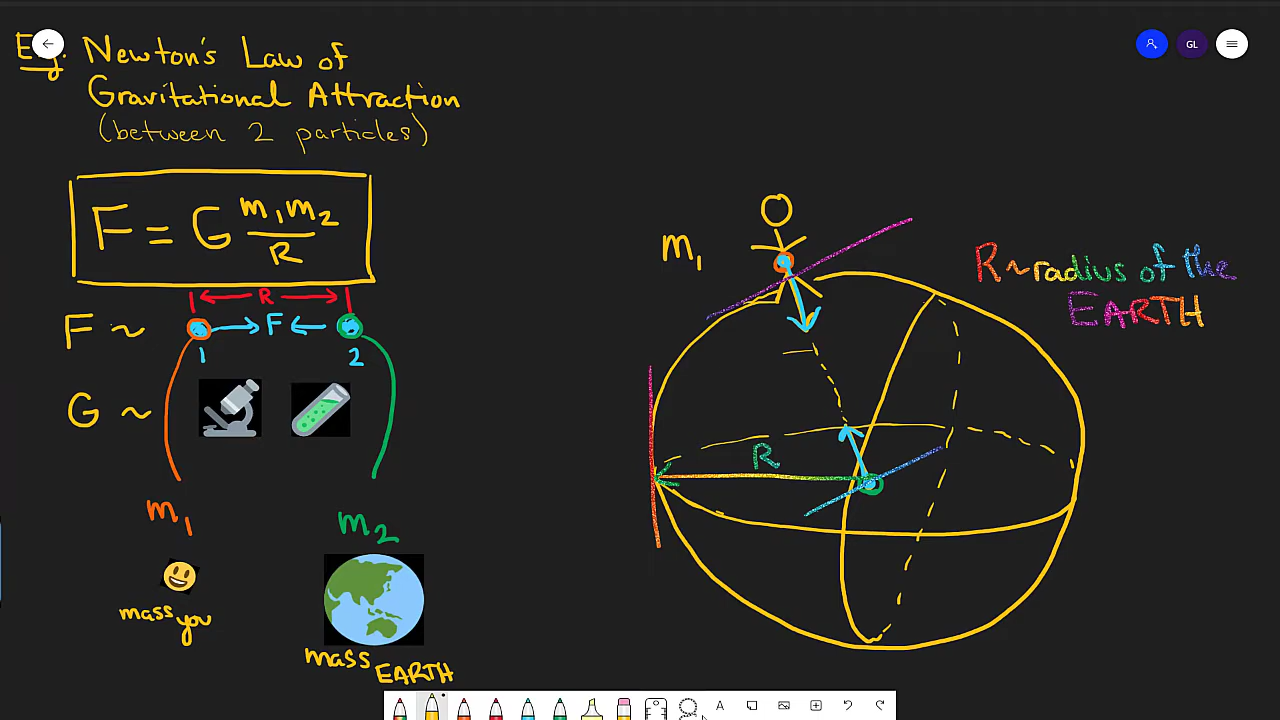 Eg. Newton's Law of
Gravitational Attraction
(between 2 particles)
F = G m₁m₂ / R
R
F ~ F
1 2
G ~
m₁ m₂
mass you
mass EARTH
m₁
R
R~radius of the
EARTH
GL
A